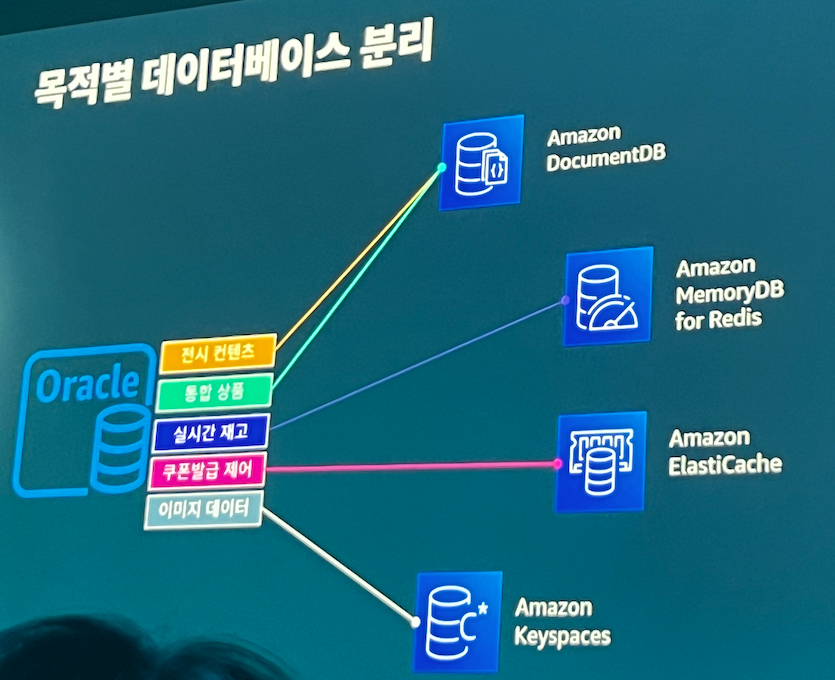 목적별 데이터베이스 분리
Amazon
DocumentDB
Amazon
MemoryDB
for Redis
Oracle
전시 컨텐츠
통합 상품
실시간 재고
쿠폰발급 제어
이미지 데이터
Amazon
ElastiCache
Amazon
Keyspaces